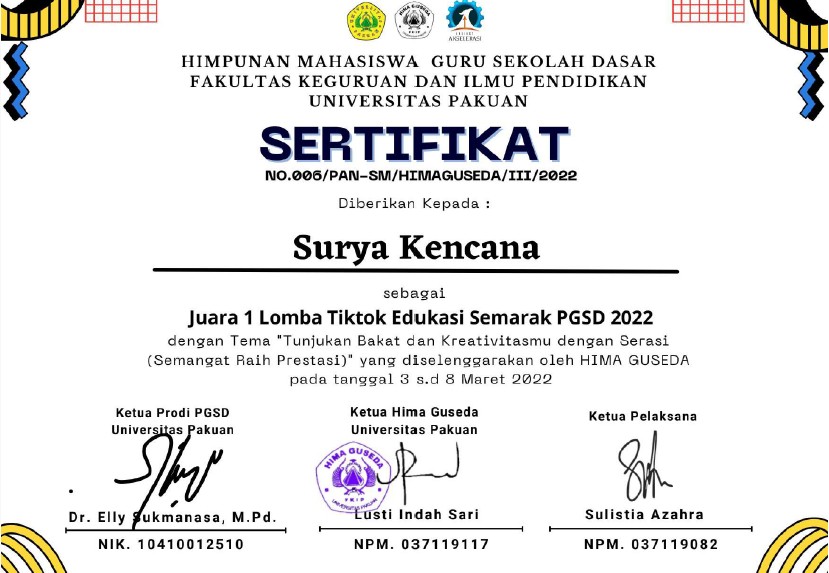 HIMPUNAN MAHASISWA GURU SEKOLAH DASAR
FAKULTAS KEGURUAN DAN ILMU PENDIDIKAN
UNIVERSITAS PAKUAN
SERTIFIKAT
NO.006/PAN-SM/HIMAGUSEDA/III/2022
Diberikan Kepada :
Surya Kencana
sebagai
Juara 1 Lomba Tiktok Edukasi Semarak PGSD 2022
dengan Tema "Tunjukan Bakat dan Kreativitasmu dengan Serasi
(Semangat Raih Prestasi)" yang diselenggarakan oleh HIMA GUSEDA
pada tanggal 3 s.d 8 Maret 2022
Ketua Prodi PGSD
Universitas Pakuan
Dr. Elly Sukmanasa, M.Pd.
NIK. 10410012510
Ketua Hima Guseda
Universitas Pakuan
HIMA GUSEDA
FKIP
UNIVERSITAS PAKUAN
Lusti Indah Sari
NPM. 037119117
Ketua Pelaksana
Sulistia Azahra
NPM. 037119082